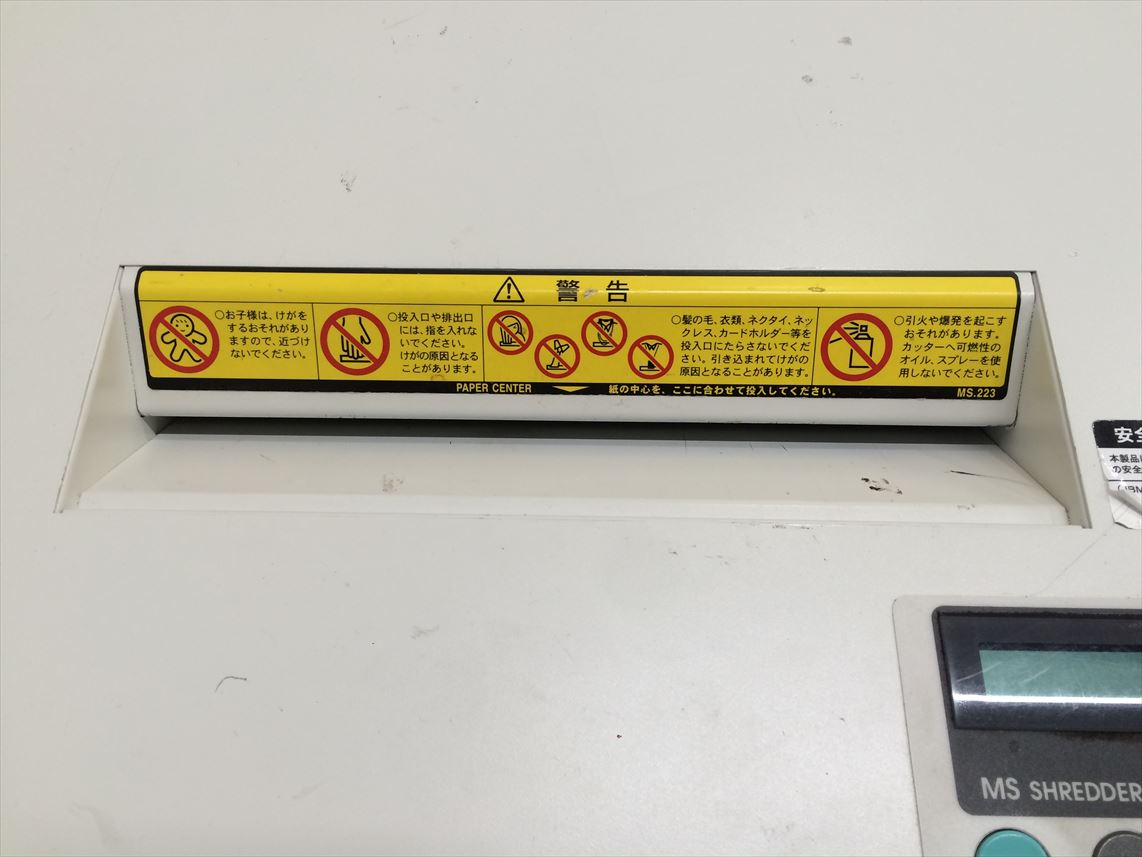 警告
○お子様は、けがを
するおそれがあり
ますので、近づけ
ないでください。
○投入口や排出口
には、指を入れな
いでください。
けがの原因となる
ことがあります。
○髪の毛、衣類、ネクタイ、ネッ
クレス、カードホルダー等を
投入口にたらさないでくだ
さい。引き込まれてけがの
原因となることがあります。
○引火や爆発を起こす
おそれがあります。
カッターへ可燃性の
オイル、スプレーを使
用しないでください。
PAPER CENTER 紙の中心を、ここに合わせて投入してください。 MS.223
安全
本製品
の安全
MS SHREDDER